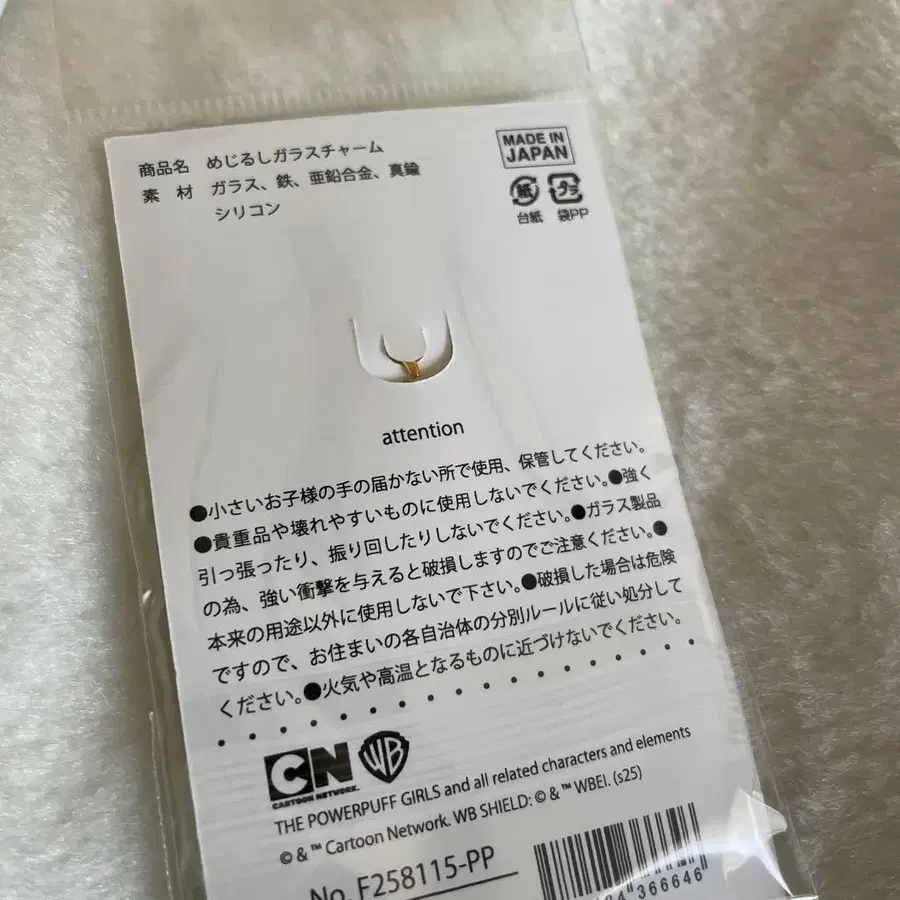 商品名 めじるしガラスチャーム
素 材 ガラス、鉄、亜鉛合金、真鍮
シリコン
MADE IN
JAPAN
紙 プラ
台紙 袋PP
attention
●小さいお子様の手の届かない所で使用、保管してください。
●貴重品や壊れやすいものに使用しないでください。●強く
引っ張ったり、振り回したりしないでください。●ガラス製品
の為、強い衝撃を与えると破損しますのでご注意ください。●
本来の用途以外に使用しないで下さい。●破損した場合は危険
ですので、お住まいの各自治体の分別ルールに従い処分して
ください。●火気や高温となるものに近づけないでください。
CN WB
CARTOON NETWORK.
THE POWERPUFF GIRLS and all related characters and elements
© & ™ Cartoon Network. WB SHIELD: © & ™ WBEI. (s25)
No. F258115-PP
366646